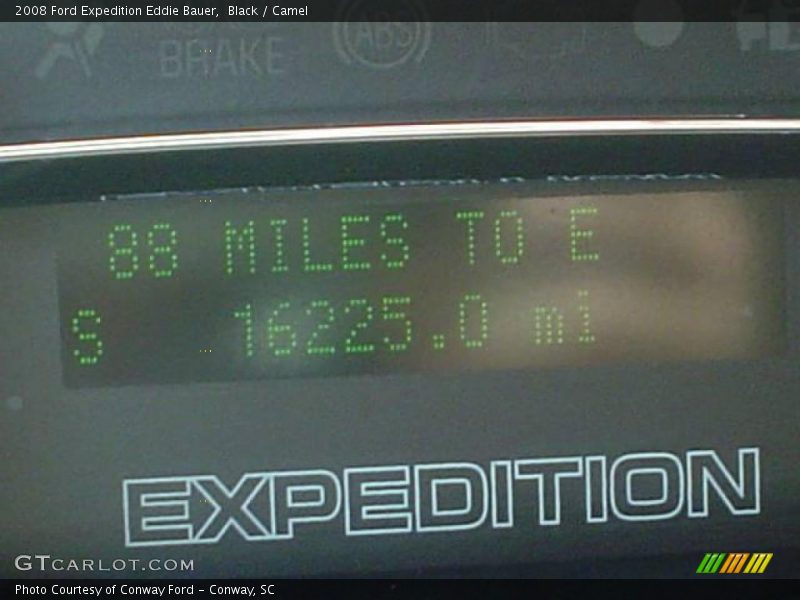 2008 Ford Expedition Eddie Bauer,  Black / Camel
BRAKE
ABS
88 MILES TO E
S 16225.0 mi
EXPEDITION
GTCARLOT.COM
Photo Courtesy of Conway Ford - Conway, SC